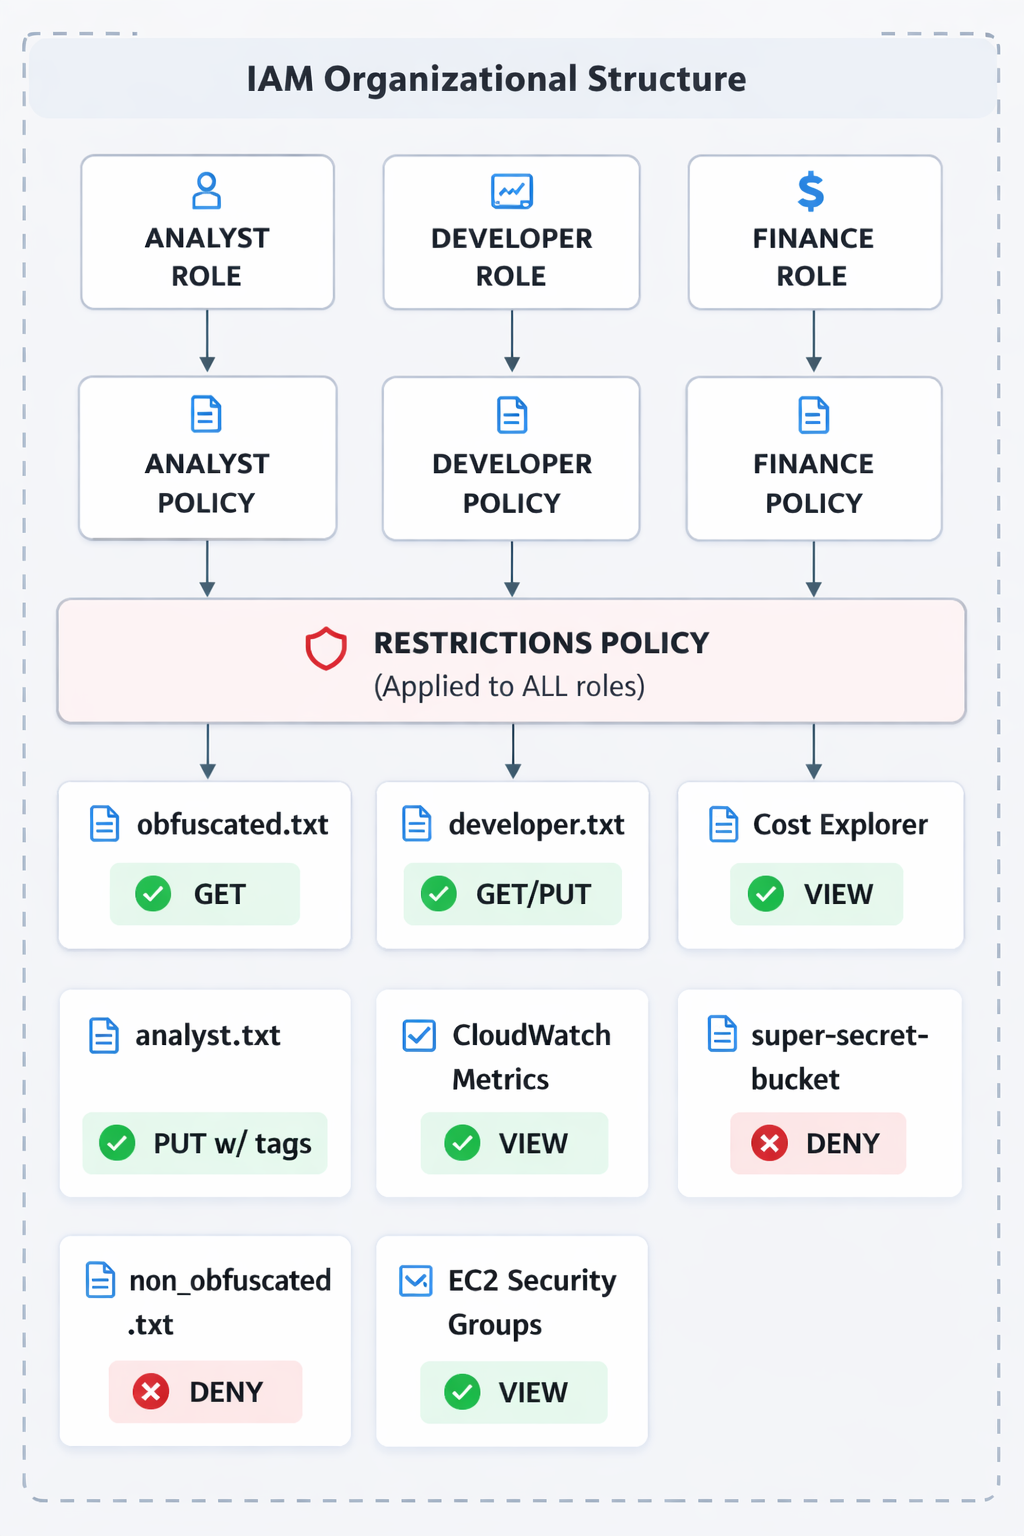 IAM Organizational Structure
ANALYST
ROLE
DEVELOPER
ROLE
$
FINANCE
ROLE
ANALYST
POLICY
DEVELOPER
POLICY
FINANCE
POLICY
RESTRICTIONS POLICY
(Applied to ALL roles)
obfuscated.txt
GET
developer.txt
GET/PUT
Cost Explorer
VIEW
analyst.txt
PUT w/ tags
CloudWatch
Metrics
VIEW
super-secret-
bucket
DENY
non_obfuscated
.txt
DENY
EC2 Security
Groups
VIEW